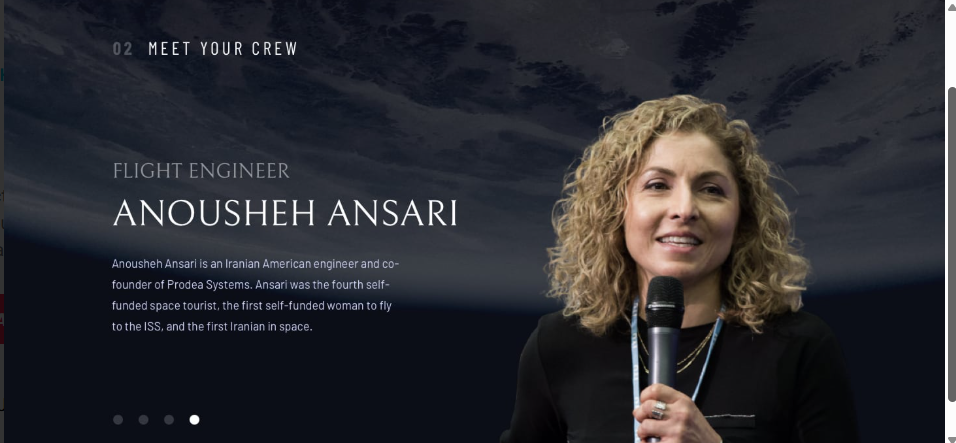 02 MEET YOUR CREW
FLIGHT ENGINEER
ANOUSHEH ANSARI
Anousheh Ansari is an Iranian American engineer and co-
founder of Prodea Systems. Ansari was the fourth self-
funded space tourist, the first self-funded woman to fly
to the ISS, and the first Iranian in space.